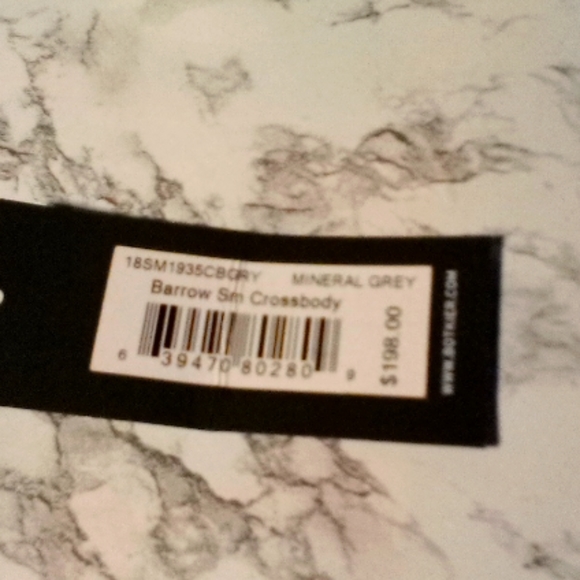 18SM1935CBGRY MINERAL GREY
Barrow Sm Crossbody
6 39470 80280 9
$198.00
WWW.BOTKIER.COM